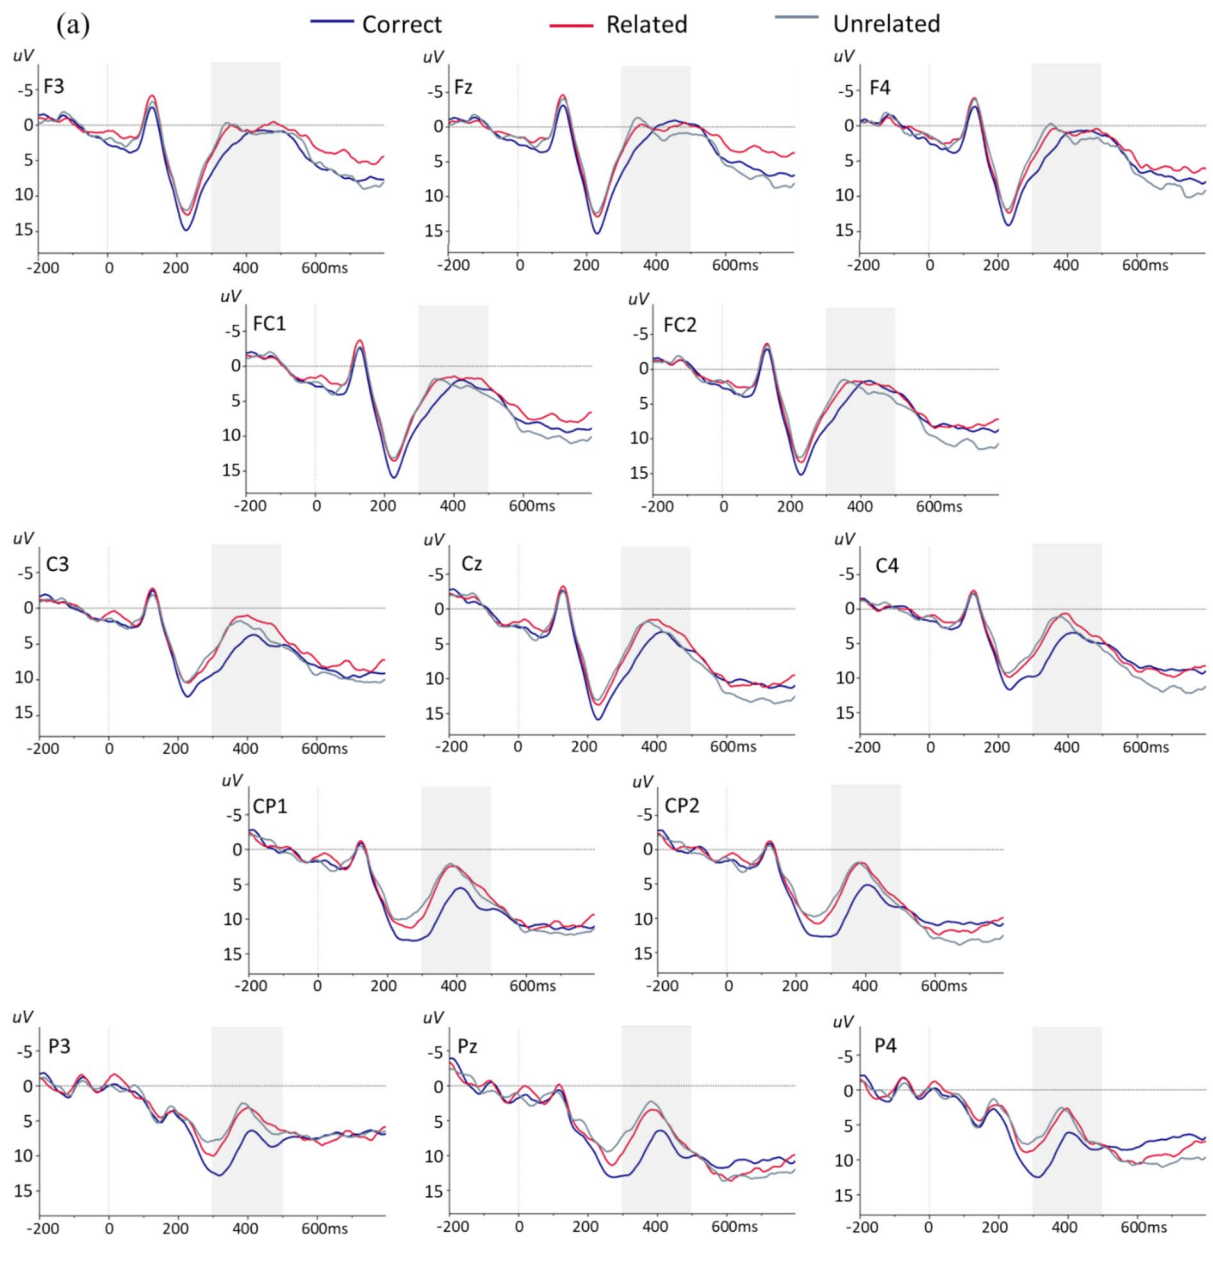 (a) Correct Related Unrelated
uV uV uV
F3 Fz F4
-5 -5 -5
0 0 0
5 5 5
10 10 10
15 15 15
-200 0 200 400 600ms -200 0 200 400 600ms -200 0 200 400 600ms
uV uV
FC1 FC2
-5 -5
0 0
5 5
10 10
15 15
-200 0 200 400 600ms -200 0 200 400 600ms
uV uV uV
C3 Cz C4
-5 -5 -5
0 0 0
5 5 5
10 10 10
15 15 15
-200 0 200 400 600ms -200 0 200 400 600ms -200 0 200 400 600ms
uV uV
CP1 CP2
-5 -5
0 0
5 5
10 10
15 15
-200 0 200 400 600ms -200 0 200 400 600ms
uV uV uV
P3 Pz P4
-5 -5 -5
0 0 0
5 5 5
10 10 10
15 15 15
-200 0 200 400 600ms -200 0 200 400 600ms -200 0 200 400 600ms